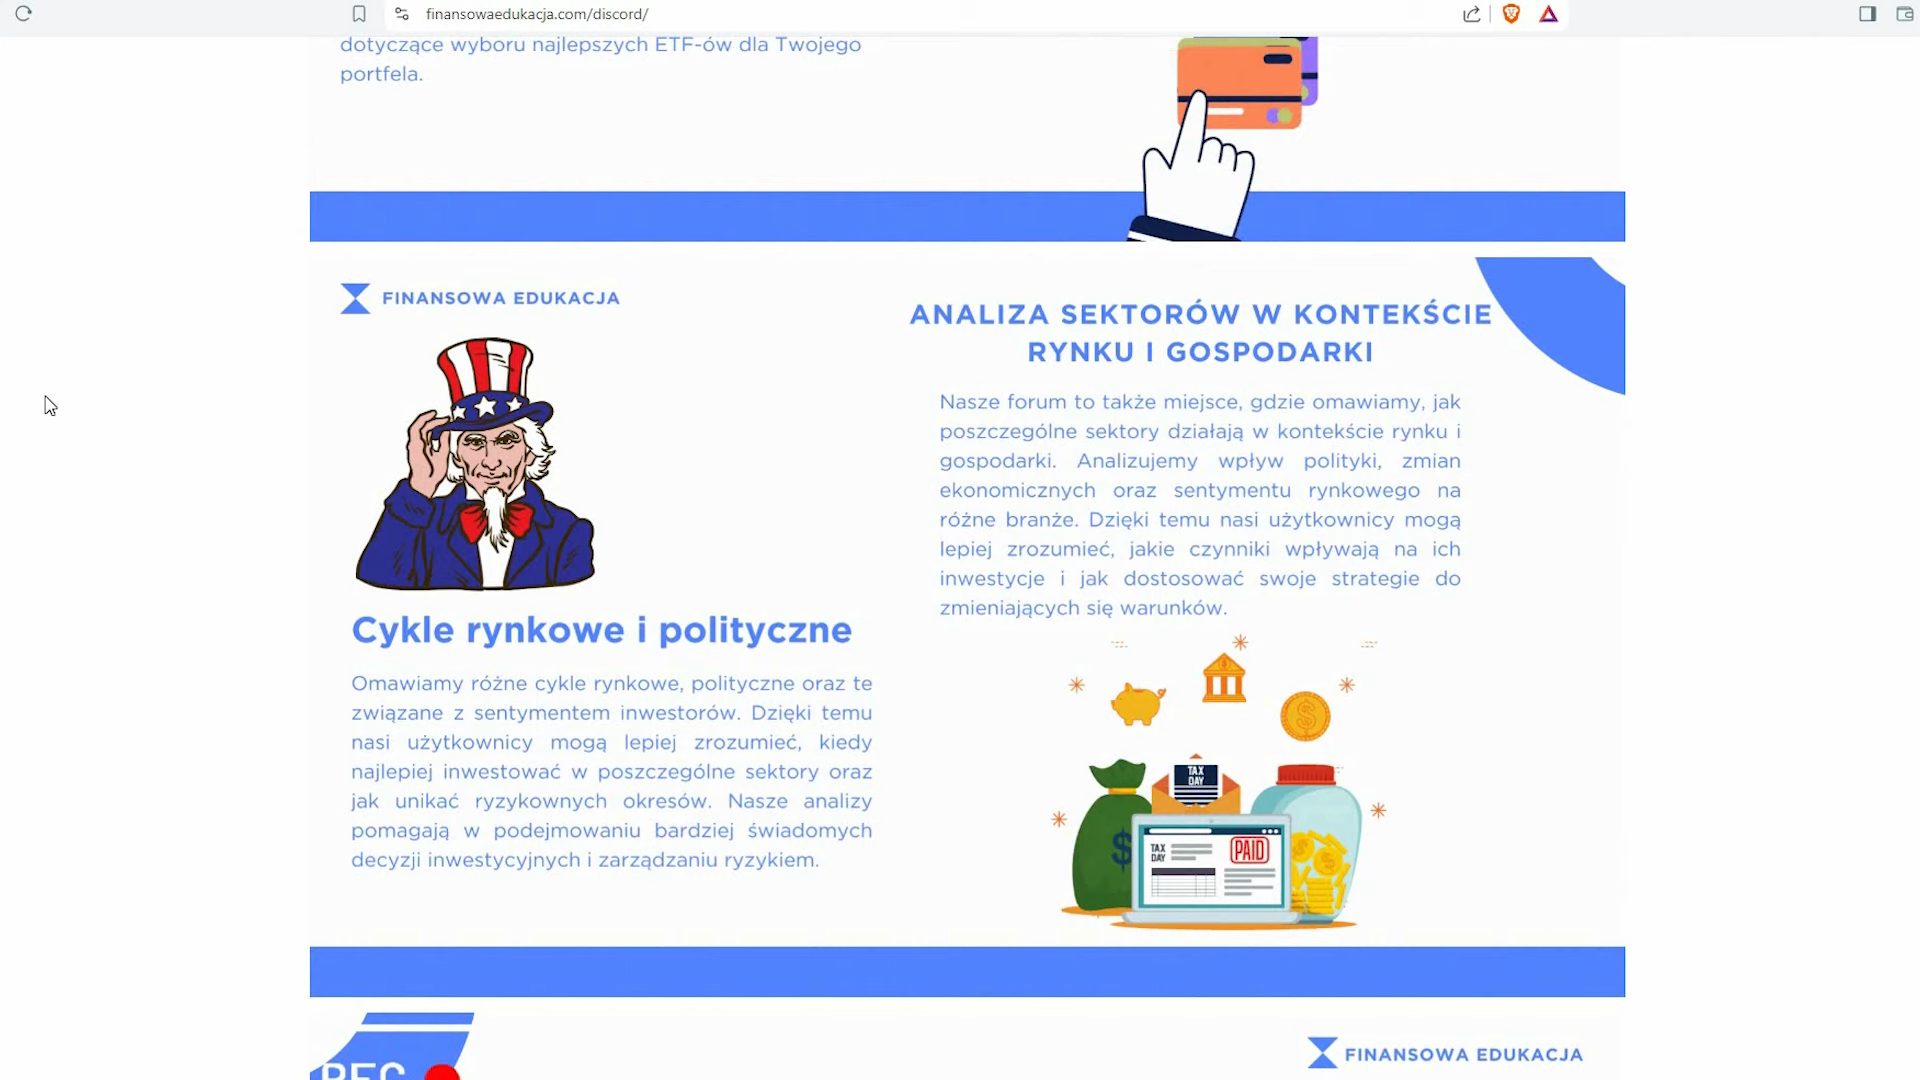 finansowaedukacja.com/discord/
dotyczące wyboru najlepszych ETF-ów dla Twojego
portfela.
FINANSOWA EDUKACJA
Cykle rynkowe i polityczne
Omawiamy różne cykle rynkowe, polityczne oraz te
związane z sentymentem inwestorów. Dzięki temu
nasi użytkownicy mogą lepiej zrozumieć, kiedy
najlepiej inwestować w poszczególne sektory oraz
jak unikać ryzykownych okresów. Nasze analizy
pomagają w podejmowaniu bardziej świadomych
decyzji inwestycyjnych i zarządzaniu ryzykiem.
ANALIZA SEKTORÓW W KONTEKŚCIE
RYNKU I GOSPODARKI
Nasze forum to także miejsce, gdzie omawiamy, jak
poszczególne sektory działają w kontekście rynku i
gospodarki. Analizujemy wpływ polityki, zmian
ekonomicznych oraz sentymentu rynkowego na
różne branże. Dzięki temu nasi użytkownicy mogą
lepiej zrozumieć, jakie czynniki wpływają na ich
inwestycje i jak dostosować swoje strategie do
zmieniających się warunków.
TAX
DAY
$
$
TAX
DAY
PAID
REC
FINANSOWA EDUKACJA